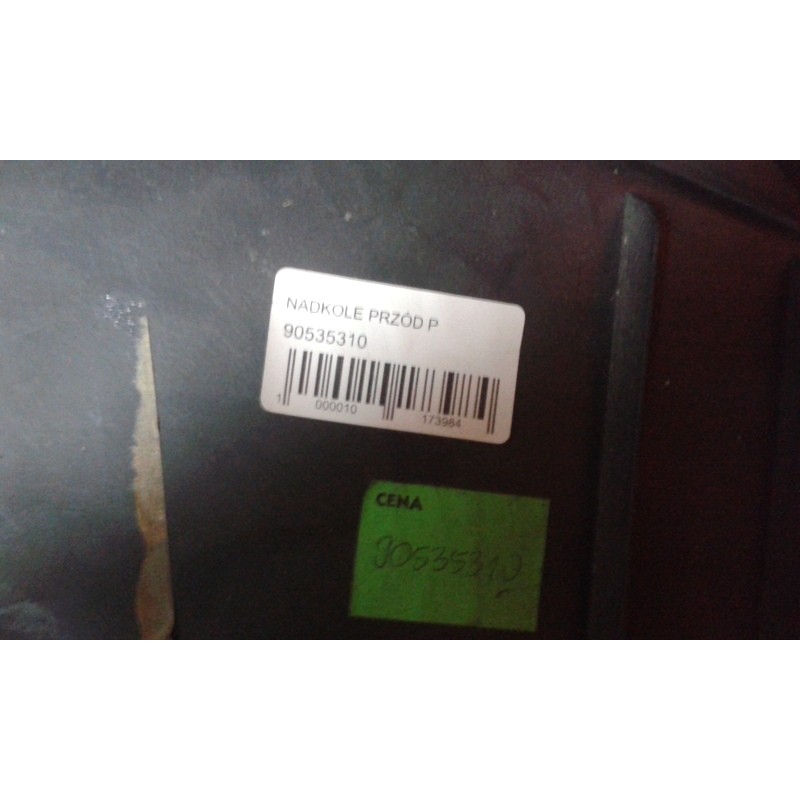 NADKOLE PRZÓD P
90535310
1 000010 173984
CENA
90535310